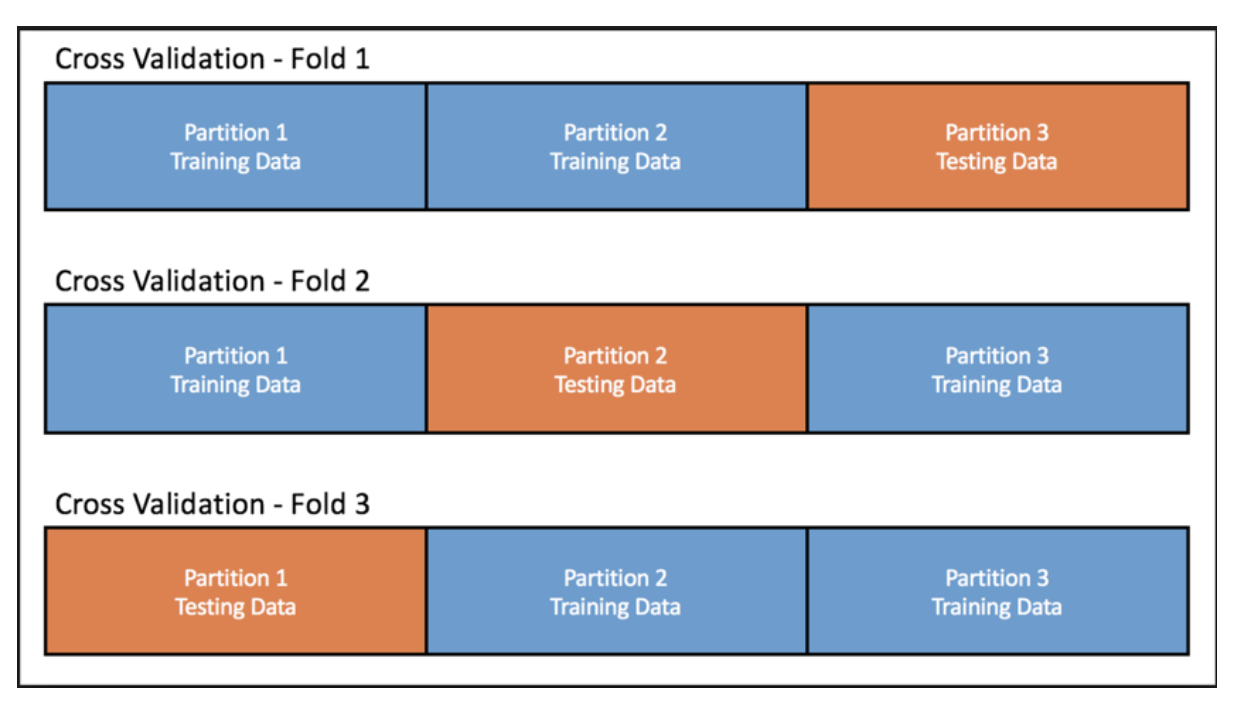 Cross Validation - Fold 1
Partition 1
Training Data
Partition 2
Training Data
Partition 3
Testing Data
Cross Validation - Fold 2
Partition 1
Training Data
Partition 2
Testing Data
Partition 3
Training Data
Cross Validation - Fold 3
Partition 1
Testing Data
Partition 2
Training Data
Partition 3
Training Data